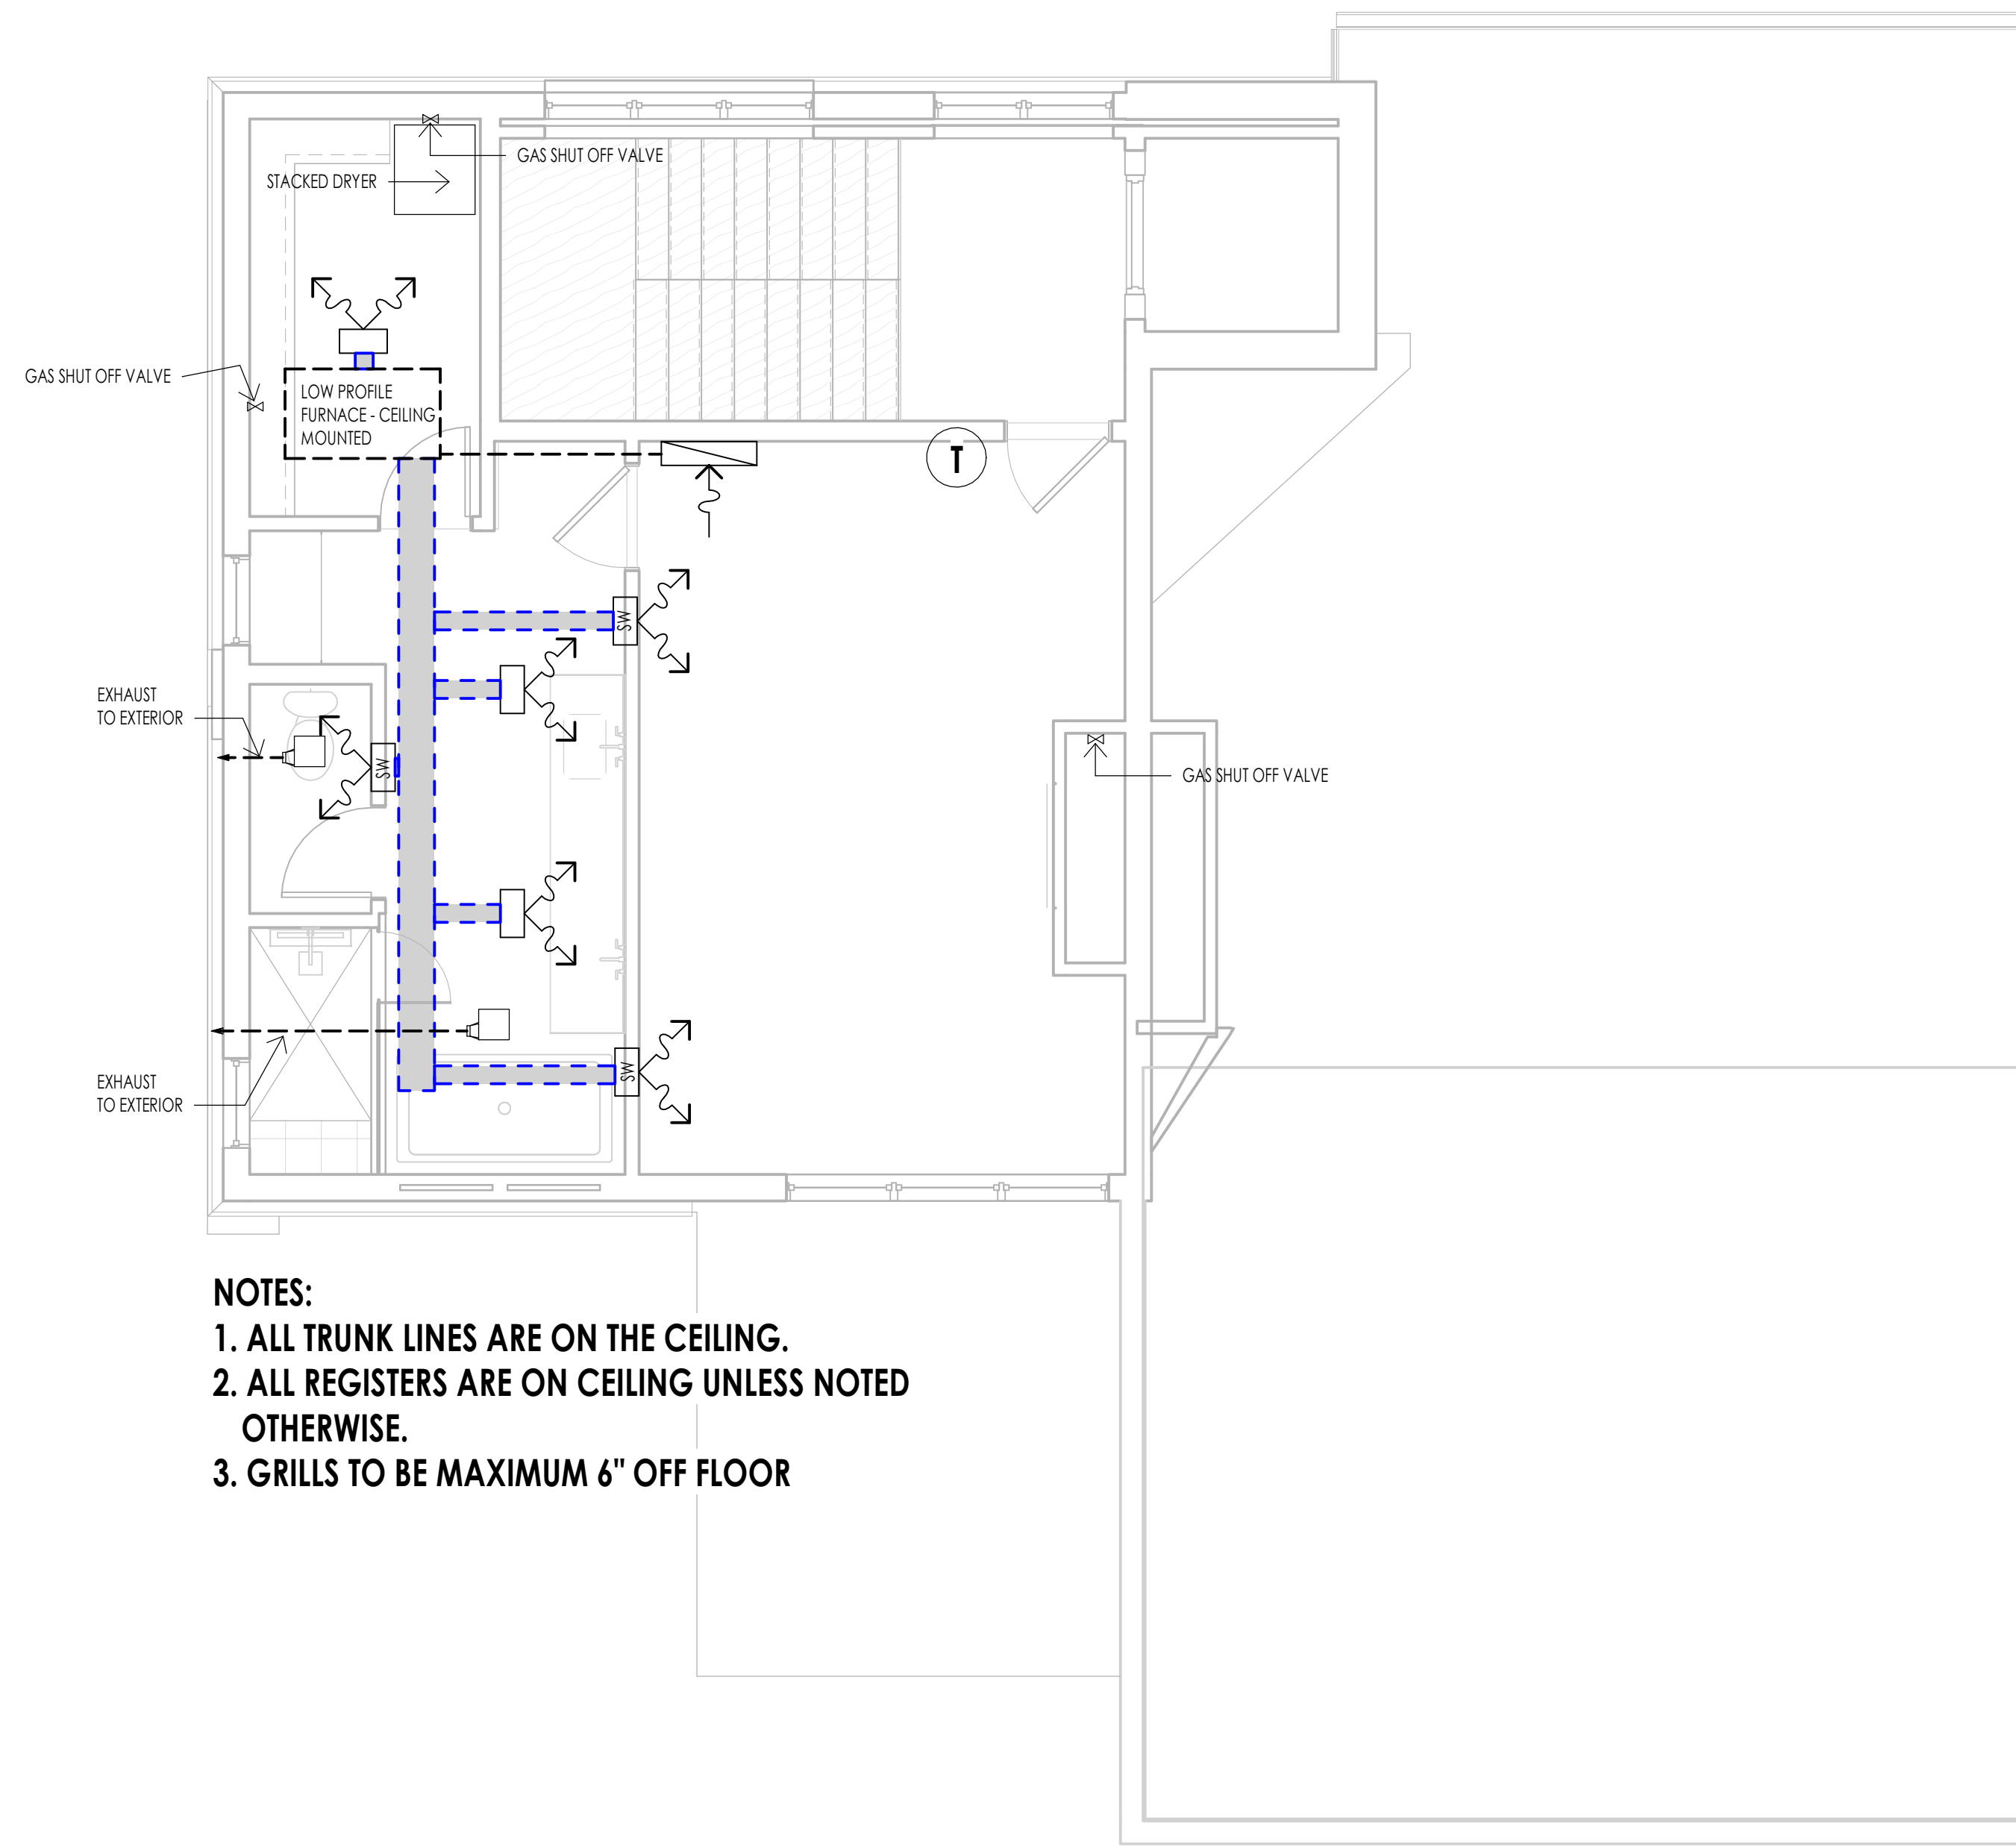 GAS SHUT OFF VALVE
STACKED DRYER
GAS SHUT OFF VALVE
LOW PROFILE
FURNACE - CEILING
MOUNTED
T
SW
EXHAUST
TO EXTERIOR
SW
GAS SHUT OFF VALVE
EXHAUST
TO EXTERIOR
SW
NOTES:
1. ALL TRUNK LINES ARE ON THE CEILING.
2. ALL REGISTERS ARE ON CEILING UNLESS NOTED
OTHERWISE.
3. GRILLS TO BE MAXIMUM 6" OFF FLOOR